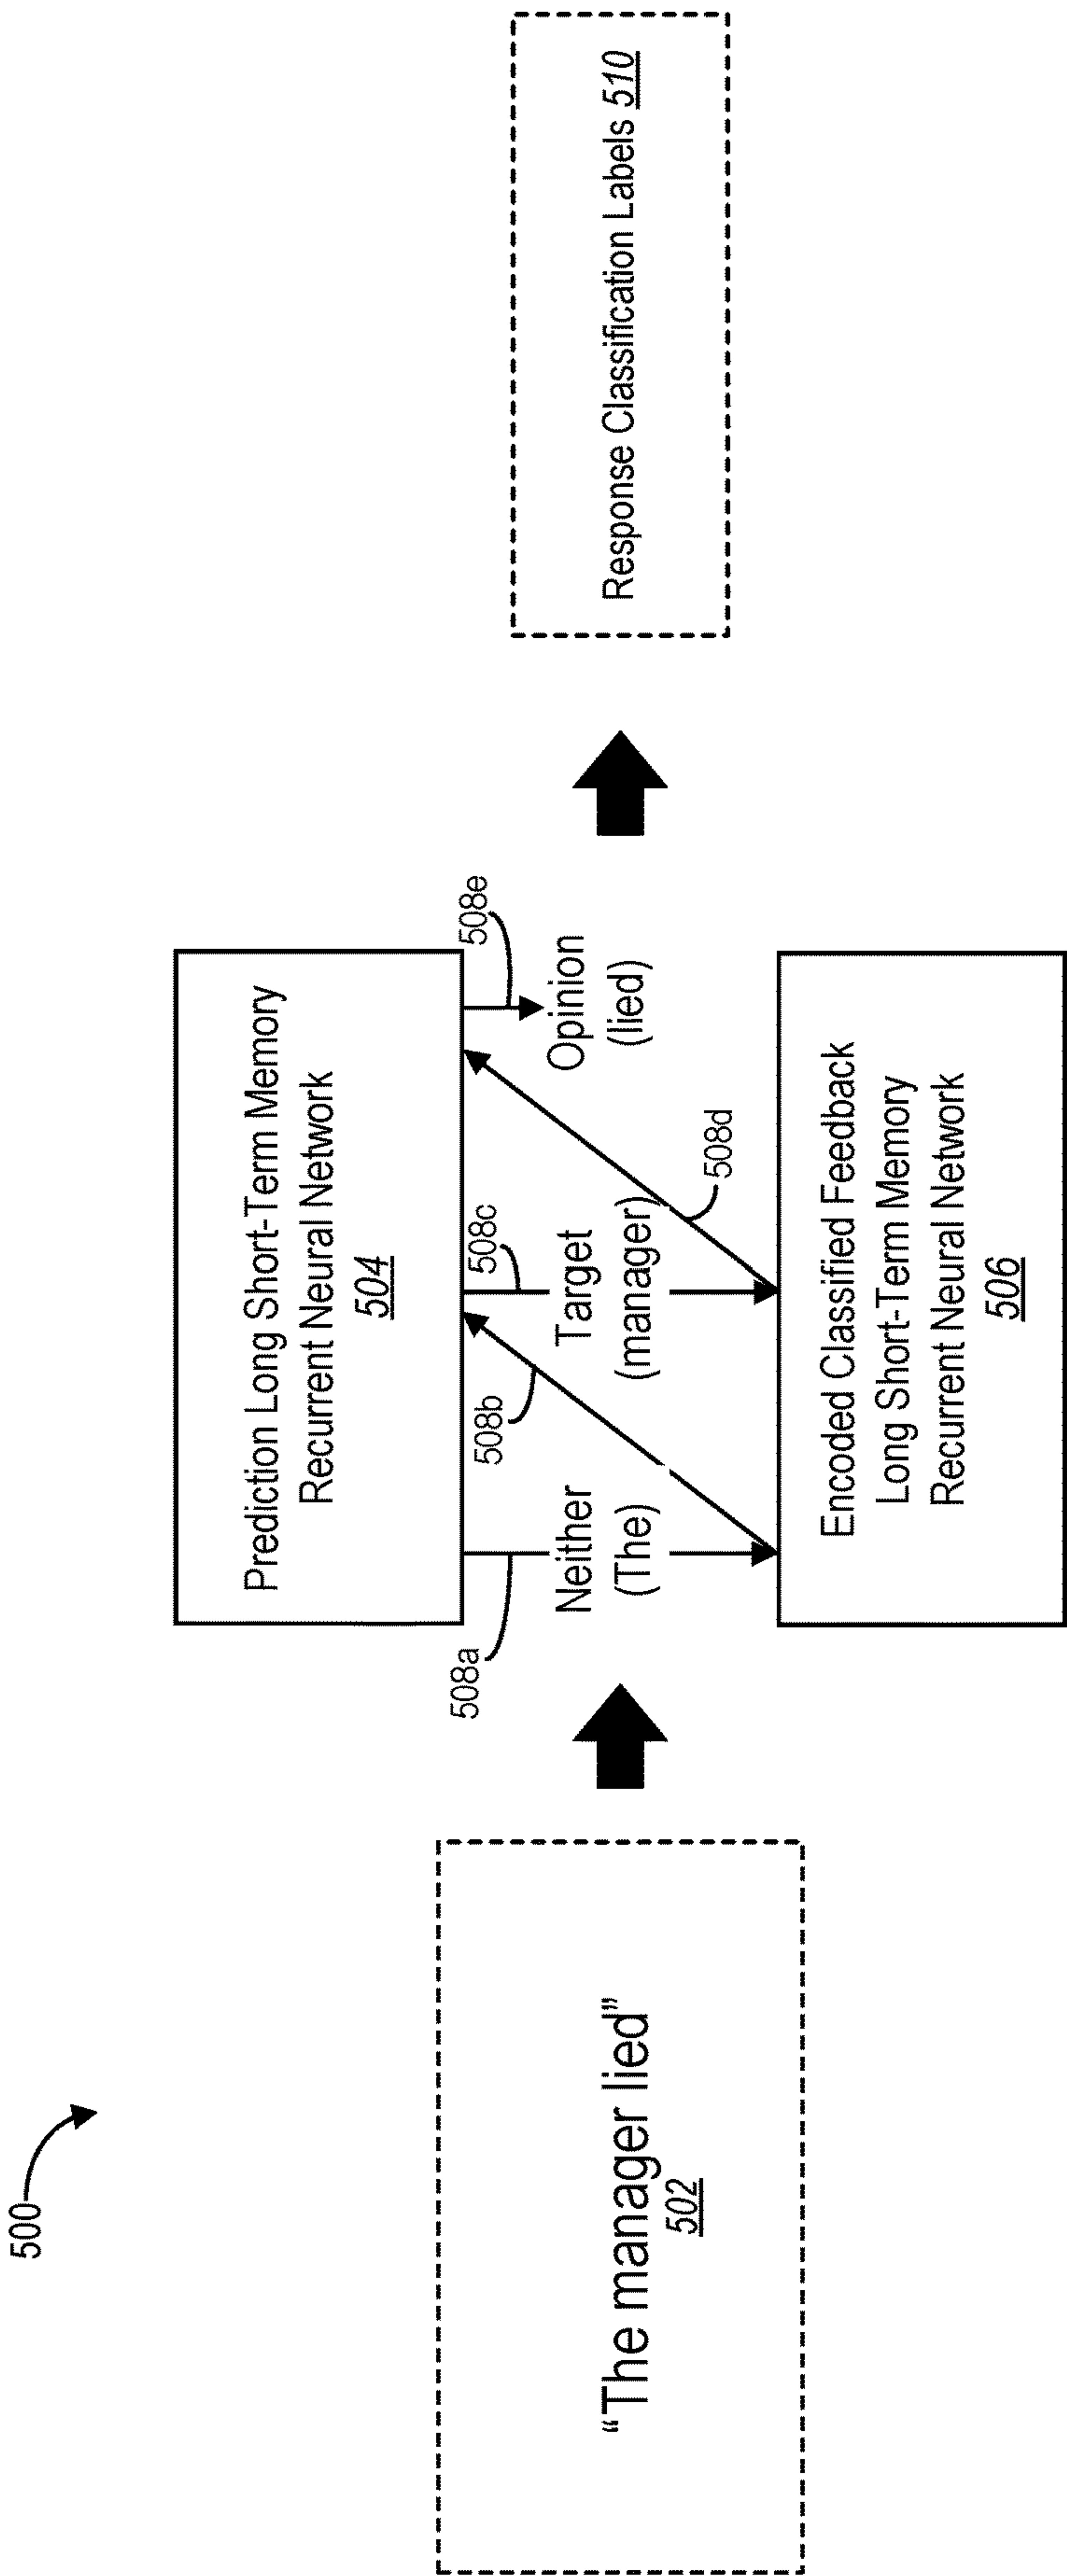 500
“The manager lied”
502
Prediction Long Short-Term Memory
Recurrent Neural Network
504
508a
Neither
(The)
508b
508c
Target
(manager)
508d
508e
Opinion
(lied)
Encoded Classified Feedback
Long Short-Term Memory
Recurrent Neural Network
506
Response Classification Labels 510